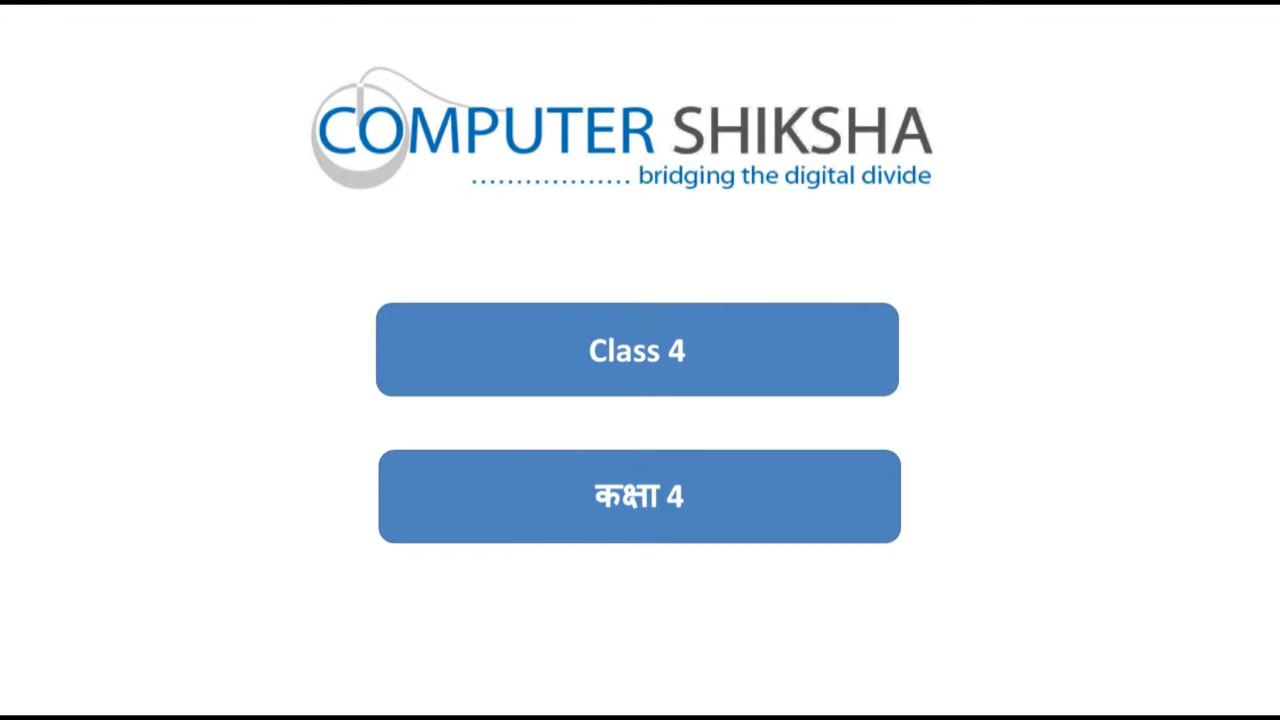 COMPUTER SHIKSHA
.................. bridging the digital divide
Class 4
कक्षा 4